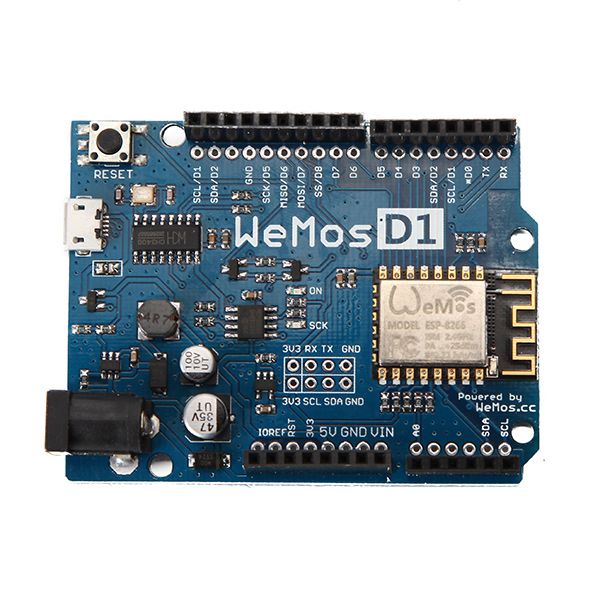 RESET
SCL/D1
SDA/D2
GND
SCK/D5
MISO/D6
MOSI/D7
SS/D8
D7
D6
D5
D4
D3
SDA/D2
SCL/D1
*D0
TX
RX
WeMos D1
ON
SCK
4R7
WeMos
MODEL ESP-8266
FC
3V3 RX TX GND
3V3 SCL SDA GND
100
10V
UT
47
35V
UT
Powered by
WeMos.cc
IOREF
RST
3V3
5V GND VIN
A0
SDA
SCL